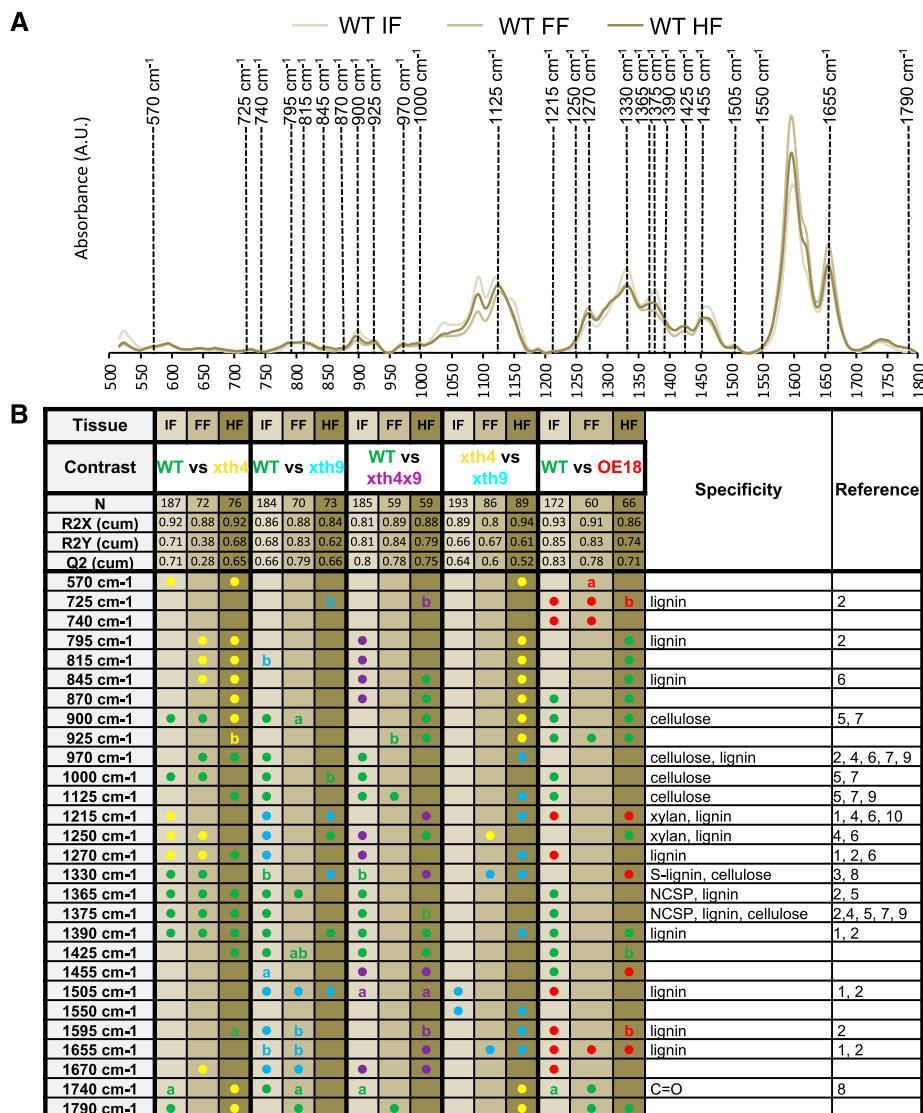 A
WT IF WT FF WT HF
570 cm-1
725 cm-1
740 cm-1
795 cm-1
815 cm-1
845 cm-1
870 cm-1
900 cm-1
925 cm-1
970 cm-1
1000 cm-1
1125 cm-1
1215 cm-1
1250 cm-1
1270 cm-1
1330 cm-1
1365 cm-1
1375 cm-1
1390 cm-1
1425 cm-1
1455 cm-1
1505 cm-1
1550 cm-1
1655 cm-1
1790 cm-1
Absorbance (A.U.)
500 550 600 650 700 750 800 850 900 950 1000 1050 1100 1150 1200 1250 1300 1350 1400 1450 1500 1550 1600 1650 1700 1750 1800
B
Tissue IF FF HF IF FF HF IF FF HF IF FF HF IF FF HF Specificity Reference
Contrast WT vs xth4 WT vs xth9 WT vs xth4x9 xth4 vs xth9 WT vs OE18
N 187 72 76 184 70 73 185 59 59 193 86 89 172 60 66
R2X (cum) 0.92 0.88 0.92 0.86 0.88 0.84 0.81 0.89 0.88 0.89 0.8 0.94 0.93 0.91 0.86
R2Y (cum) 0.71 0.38 0.68 0.68 0.83 0.62 0.81 0.84 0.79 0.66 0.67 0.61 0.85 0.83 0.74
Q2 (cum) 0.71 0.28 0.65 0.66 0.79 0.66 0.8 0.78 0.75 0.64 0.6 0.52 0.83 0.78 0.71
570 cm-1 a
725 cm-1 b b b lignin 2
740 cm-1
795 cm-1 lignin 2
815 cm-1 b
845 cm-1 lignin 6
870 cm-1
900 cm-1 a cellulose 5, 7
925 cm-1 b b
970 cm-1 cellulose, lignin 2, 4, 6, 7, 9
1000 cm-1 b cellulose 5, 7
1125 cm-1 cellulose 5, 7, 9
1215 cm-1 xylan, lignin 1, 4, 6, 10
1250 cm-1 xylan, lignin 4, 6
1270 cm-1 lignin 1, 2, 6
1330 cm-1 b b S-lignin, cellulose 3, 8
1365 cm-1 NCSP, lignin 2, 5
1375 cm-1 b NCSP, lignin, cellulose 2,4, 5, 7, 9
1390 cm-1 lignin 1, 2
1425 cm-1 ab b
1455 cm-1 a
1505 cm-1 a a lignin 1, 2
1550 cm-1
1595 cm-1 a b b b lignin 2
1655 cm-1 b b lignin 1, 2
1670 cm-1
1740 cm-1 a a a a C=O 8
1790 cm-1